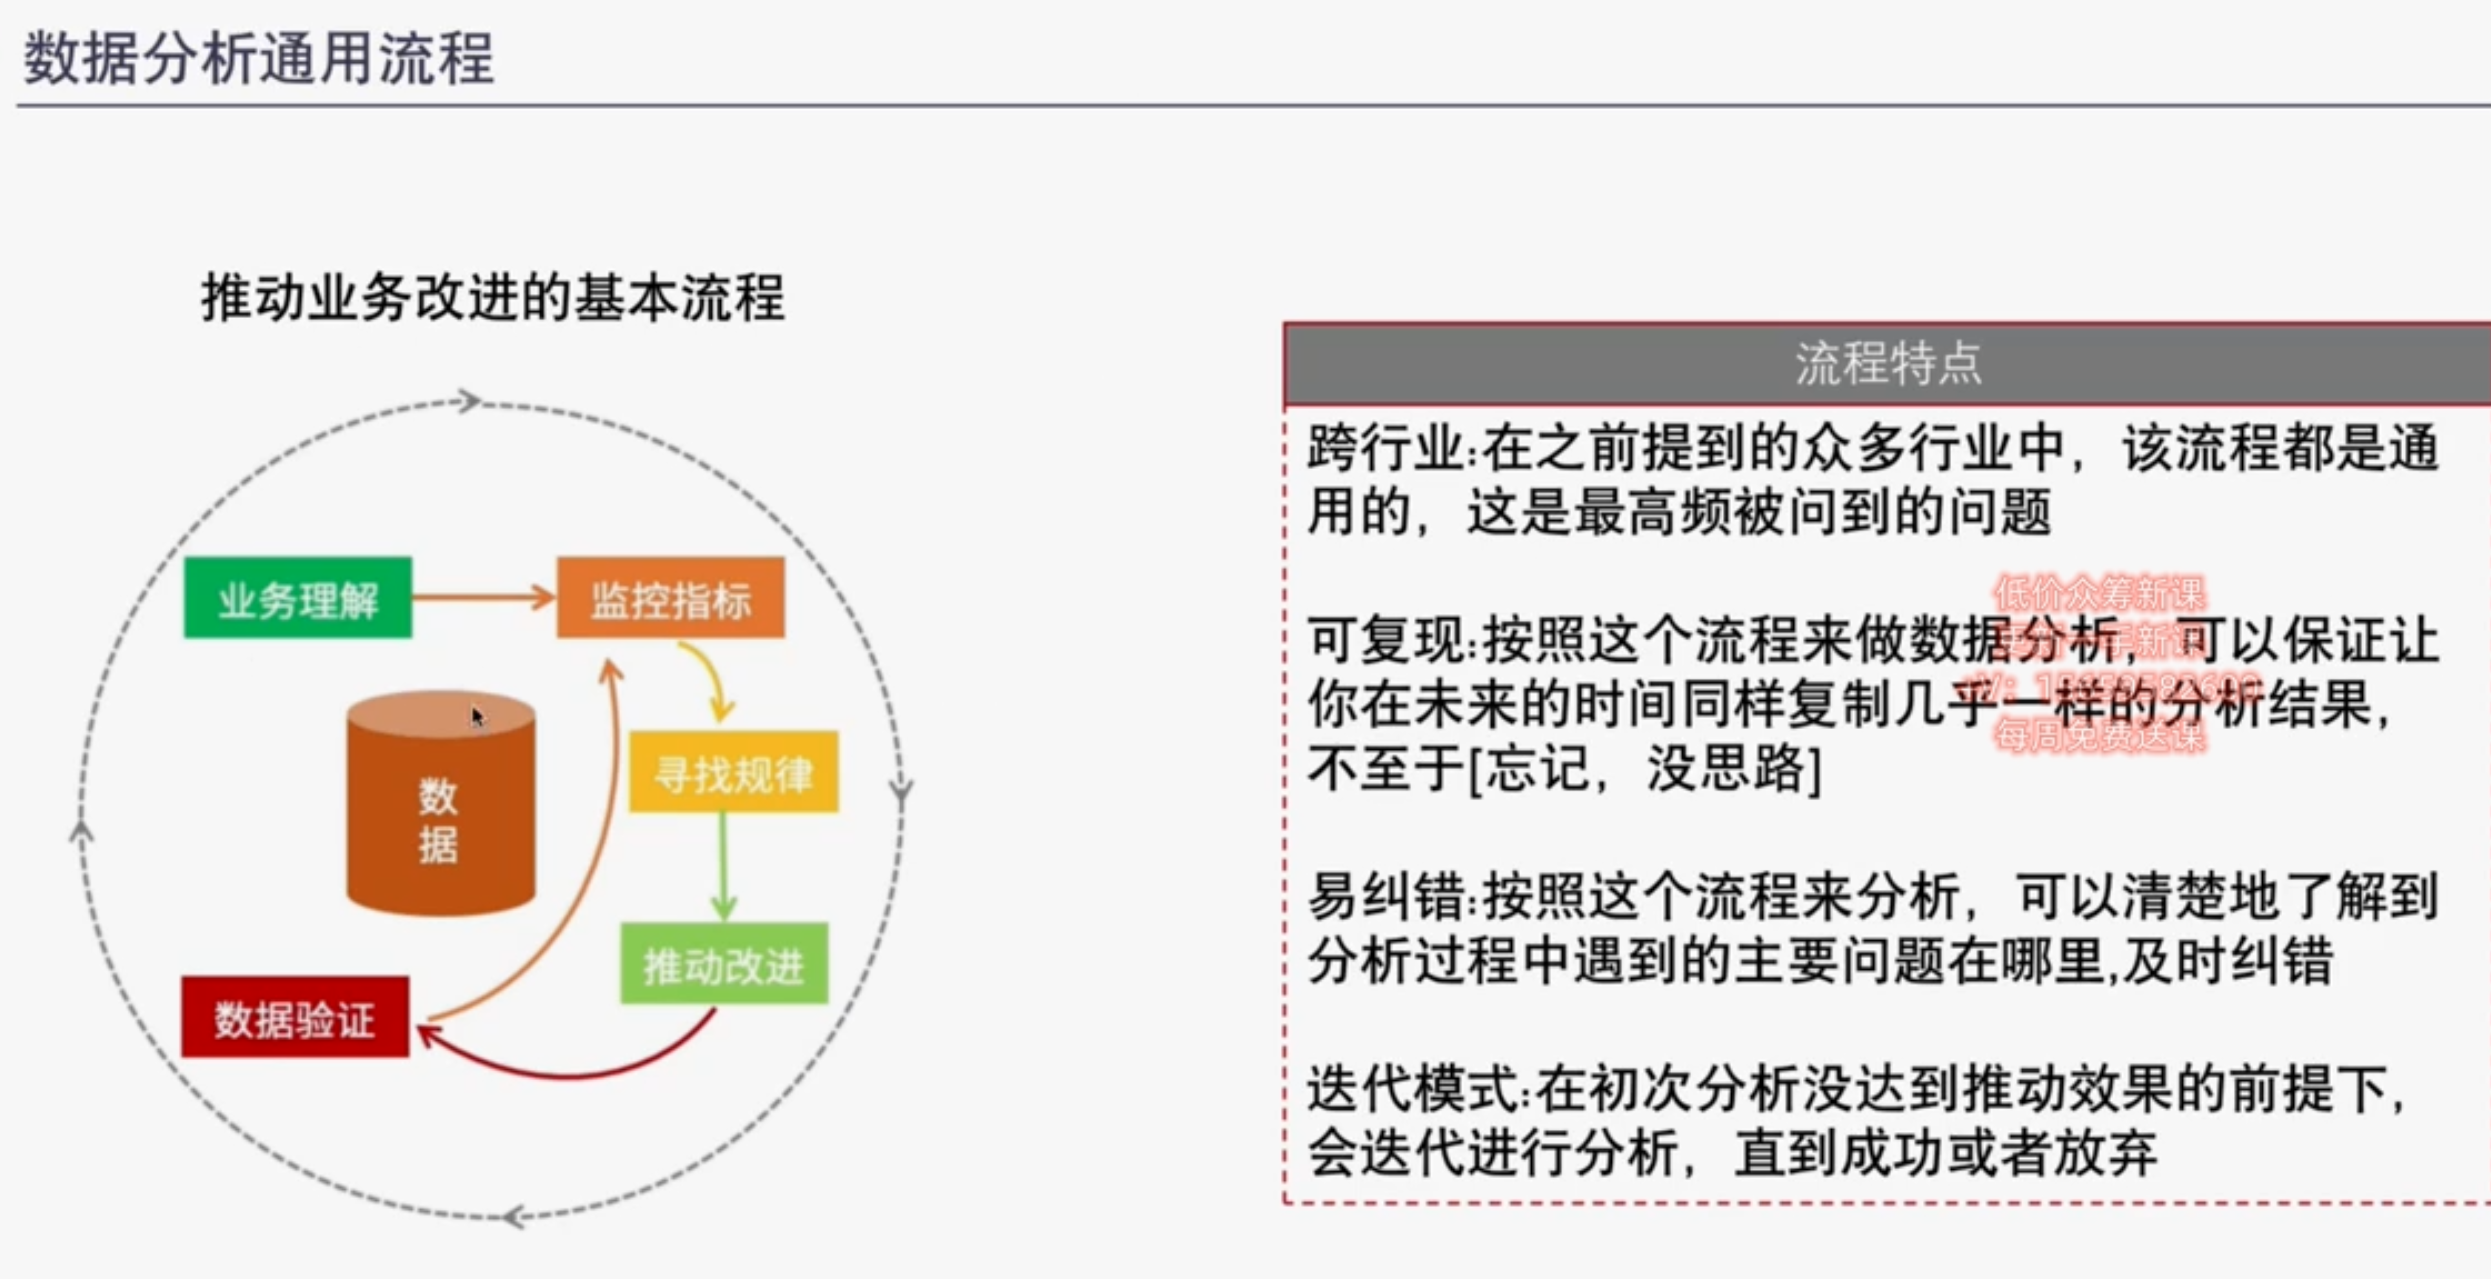 数据分析通用流程
推动业务改进的基本流程
业务理解
监控指标
数
据
寻找规律
推动改进
数据验证
流程特点
跨行业:在之前提到的众多行业中，该流程都是通
用的，这是最高频被问到的问题
可复现:按照这个流程来做数据分析，可以保证让
你在未来的时间同样复制几乎一样的分析结果，
不至于[忘记，没思路]
易纠错:按照这个流程来分析，可以清楚地了解到
分析过程中遇到的主要问题在哪里,及时纠错
迭代模式:在初次分析没达到推动效果的前提下，
会迭代进行分析，直到成功或者放弃
低价众筹新课
每周免费送课